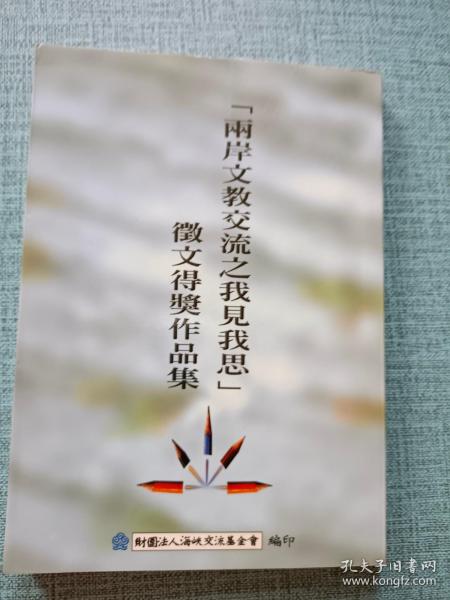 「兩岸文教交流之我見我思」
徵文得獎作品集
財團法人海峽交流基金會 編印
孔夫子旧书网
www.kongfz.com